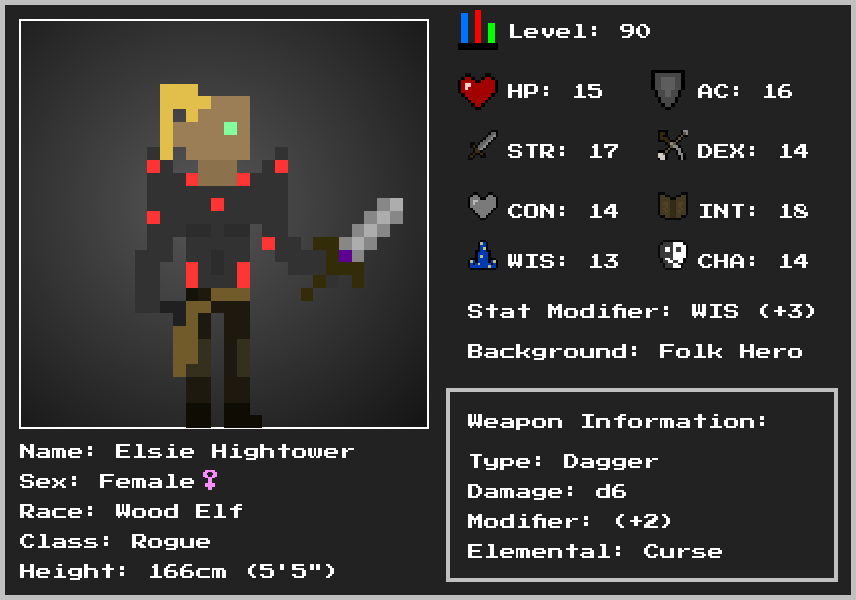 Level: 90
HP: 15
AC: 16
STR: 17
DEX: 14
CON: 14
INT: 18
WIS: 13
CHA: 14
Stat Modifier: WIS (+3)
Background: Folk Hero
Weapon Information:
Type: Dagger
Damage: d6
Modifier: (+2)
Elemental: Curse
Name: Elsie Hightower
Sex: Female♀
Race: Wood Elf
Class: Rogue
Height: 166cm (5'5")